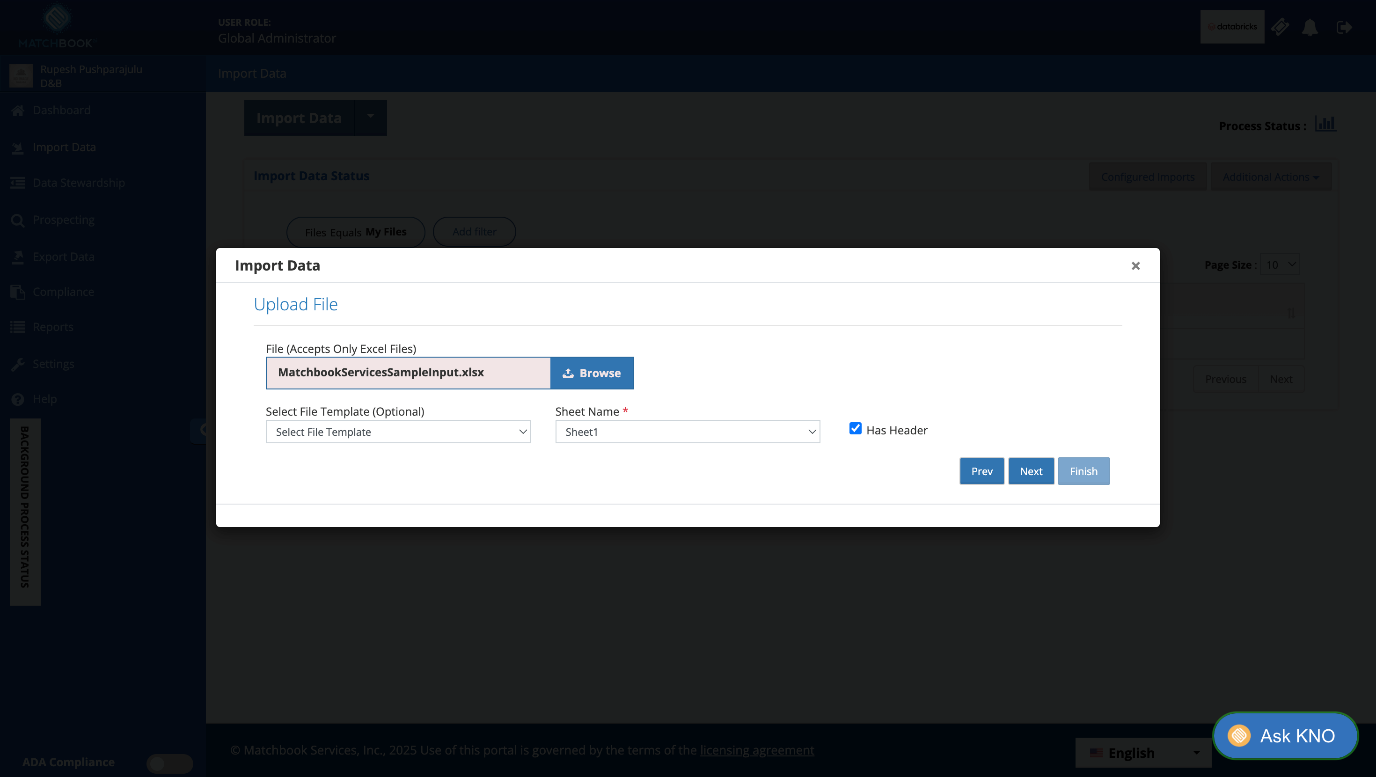 MATCHBOOK
USER ROLE:
Global Administrator
databricks
Rupesh Pushparajulu
D&B
Import Data
Dashboard
Import Data
Data Stewardship
Prospecting
Export Data
Compliance
Reports
Settings
Help
BACKGROUND PROCESS STATUS
ADA Compliance
Import Data
Process Status :
Import Data Status
Configured Imports
Additional Actions
Files Equals My Files
Add filter
Page Size : 10
Previous
Next
Import Data
×
Upload File
File (Accepts Only Excel Files)
MatchbookServicesSampleInput.xlsx
Browse
Select File Template (Optional)
Select File Template
Sheet Name *
Sheet1
Has Header
Prev
Next
Finish
© Matchbook Services, Inc., 2025 Use of this portal is governed by the terms of the licensing agreement
English
Ask KNO